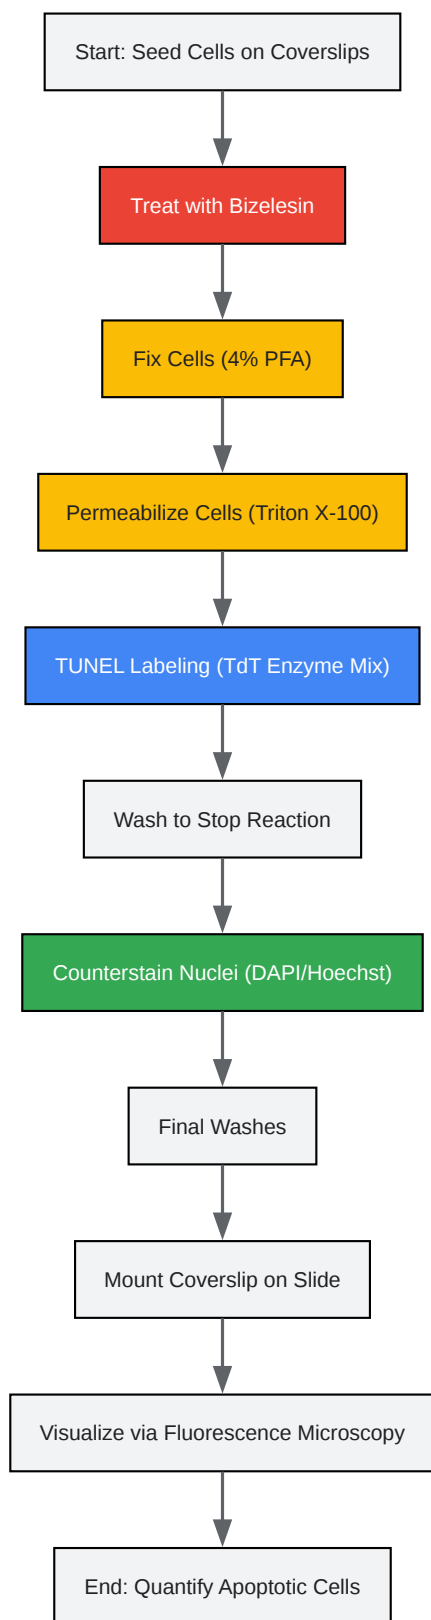 Start: Seed Cells on Coverslips
Treat with Bizelesin
Fix Cells (4% PFA)
Permeabilize Cells (Triton X-100)
TUNEL Labeling (TdT Enzyme Mix)
Wash to Stop Reaction
Counterstain Nuclei (DAPI/Hoechst)
Final Washes
Mount Coverslip on Slide
Visualize via Fluorescence Microscopy
End: Quantify Apoptotic Cells